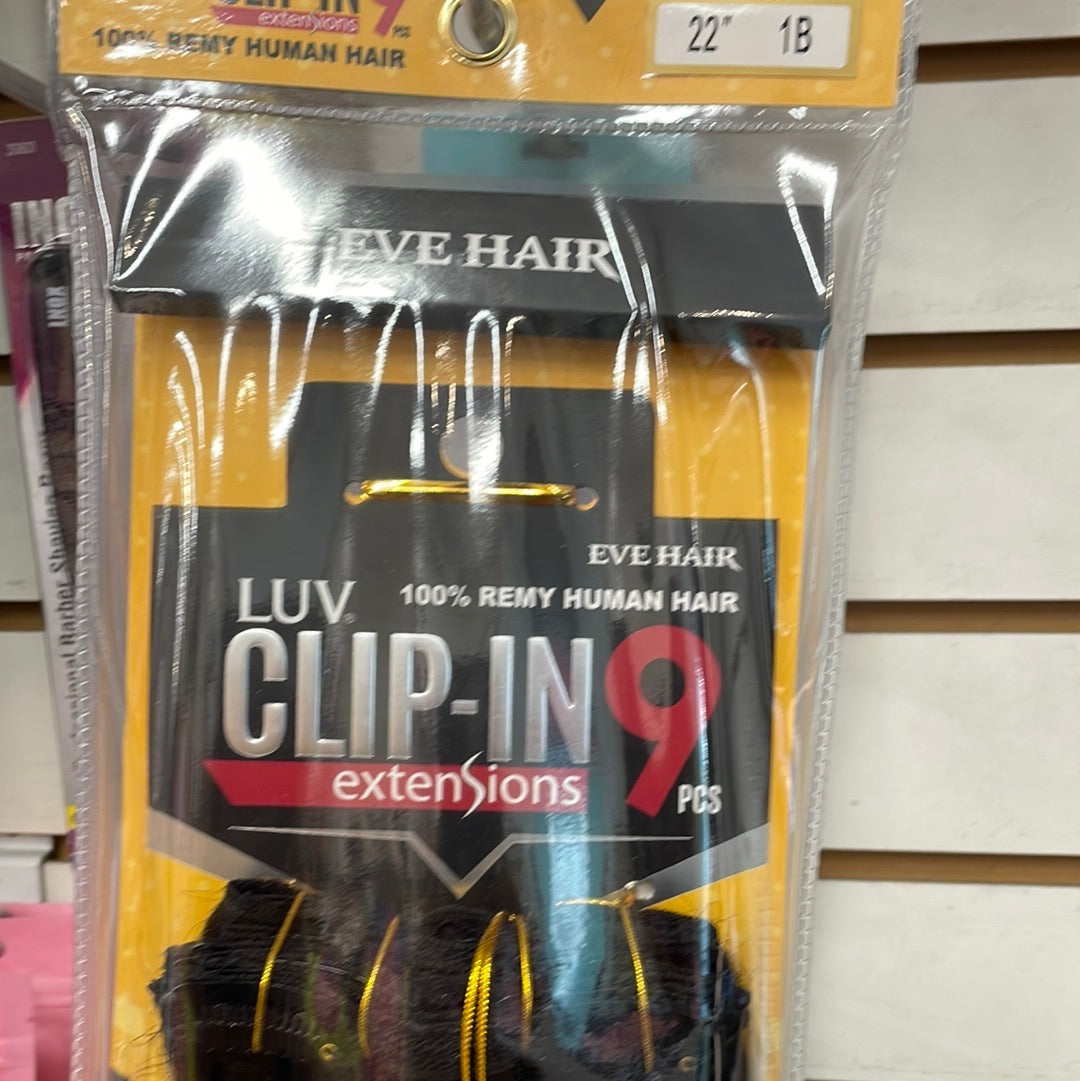 CLIP-IN 9
extensions PCS
100% REMY HUMAN HAIR
22" 1B
EVE HAIR
EVE HAIR
LUV
100% REMY HUMAN HAIR
CLIP-IN 9
extensions
PCS
INOX